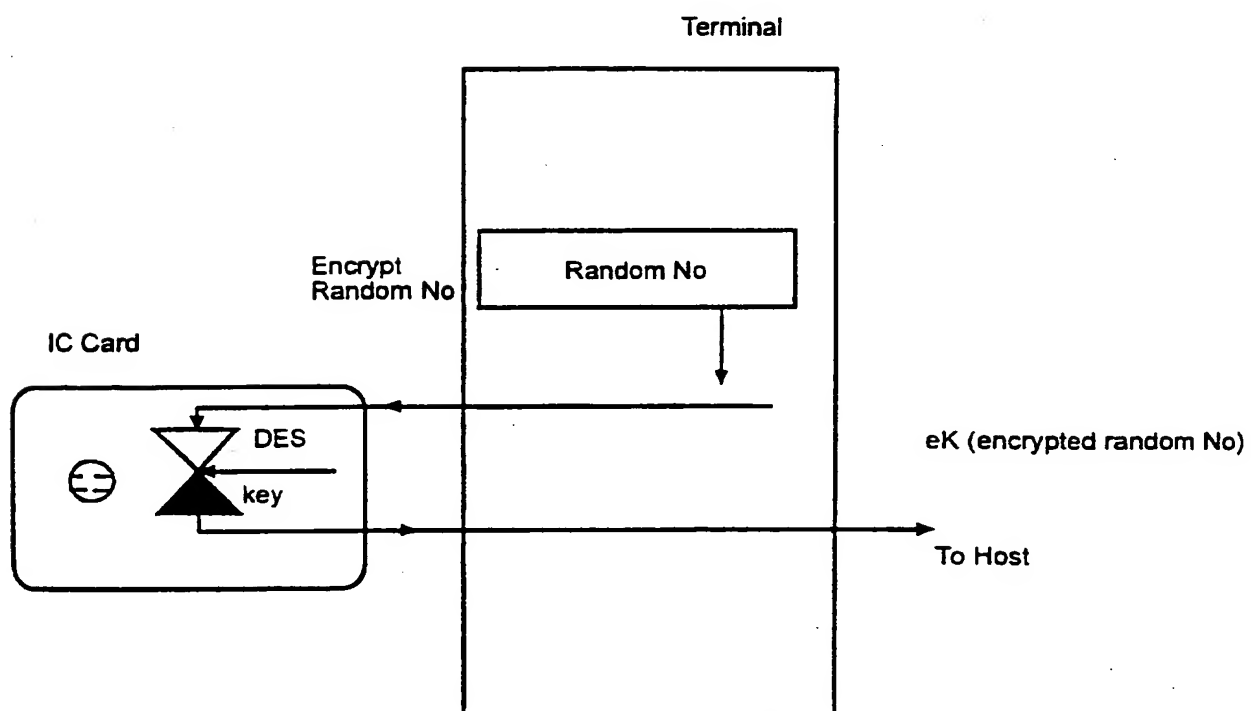 Terminal
Encrypt
Random No
Random No
IC Card
DES
key
eK (encrypted random No)
To Host